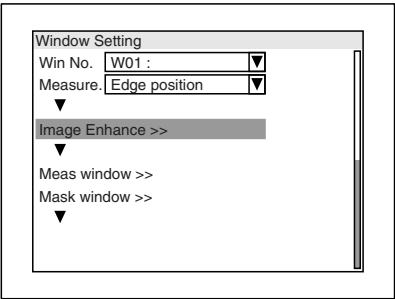 Window Setting
Win No. W01 :
Measure. Edge position
Image Enhance >>
Meas window >>
Mask window >>